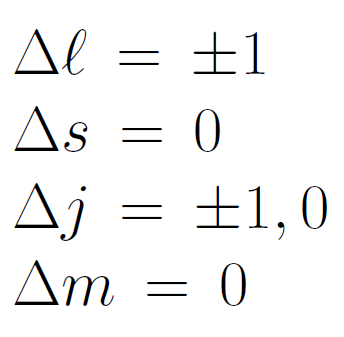 Δℓ = ±1
Δs = 0
Δj = ±1, 0
Δm = 0